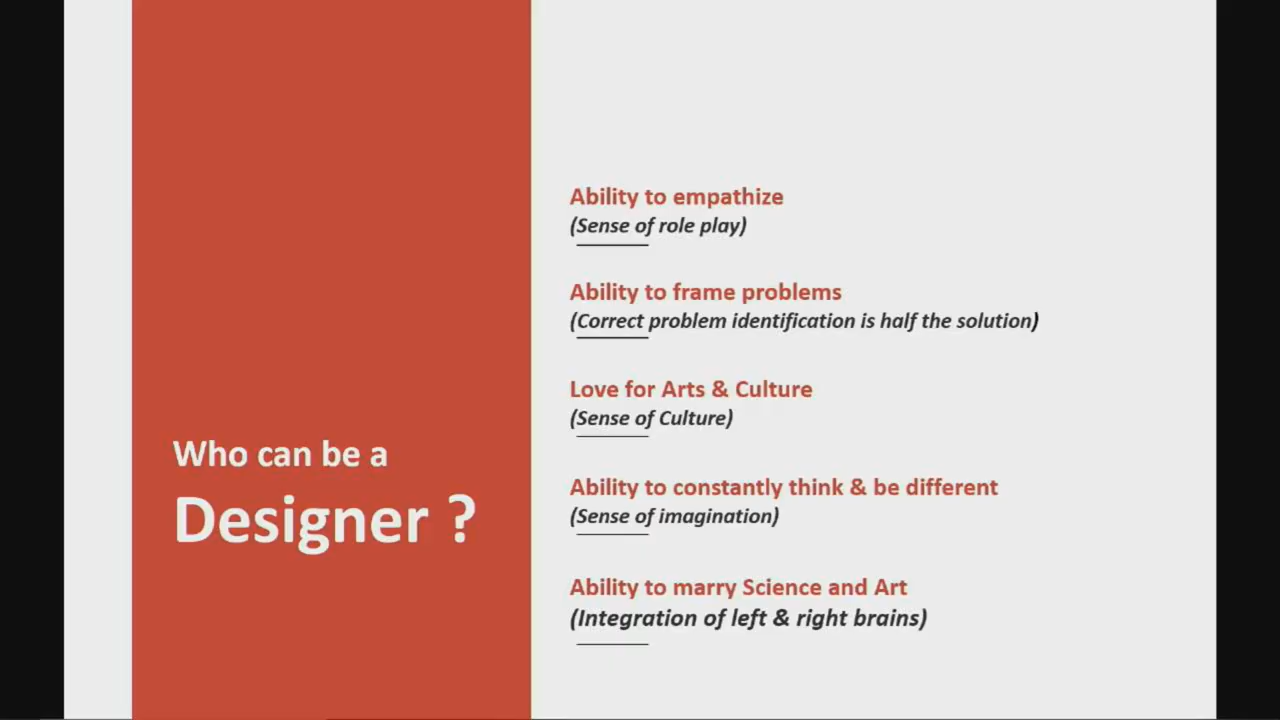 Who can be a
Designer ?
Ability to empathize
(Sense of role play)
Ability to frame problems
(Correct problem identification is half the solution)
Love for Arts & Culture
(Sense of Culture)
Ability to constantly think & be different
(Sense of imagination)
Ability to marry Science and Art
(Integration of left & right brains)